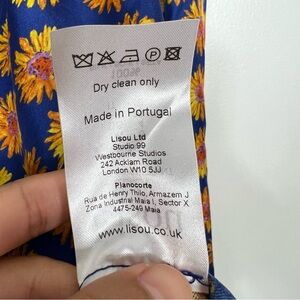 Dry clean only
Made in Portugal
Lisou Ltd
Studio 99
Westbourne Studios
242 Acklam Road
London W10 5JJ
Planocorte
Rua de Henry Thilo, Armazem J
Zona Industrial Maia I, Sector X
4475-249 Maia
www.lisou.co.uk